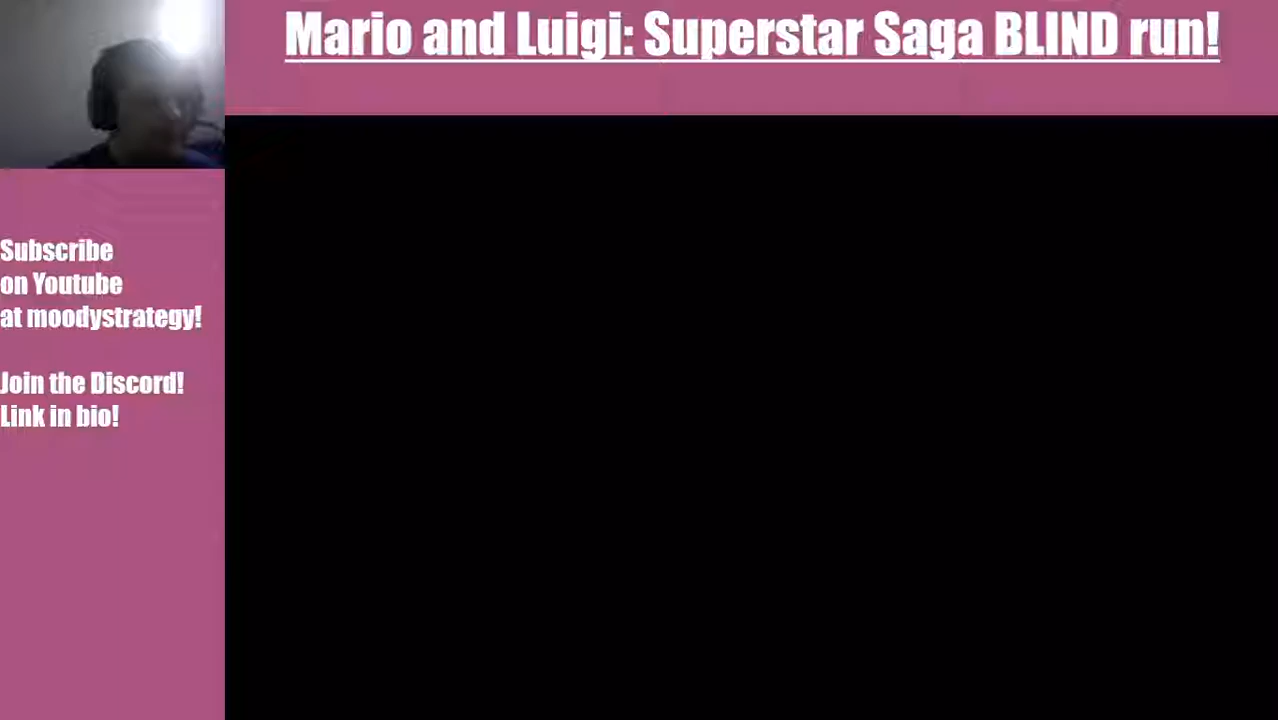 Mario and Luigi: Superstar Saga BLIND run!
Subscribe
on Youtube
at moodystrategy!
Join the Discord!
Link in bio!